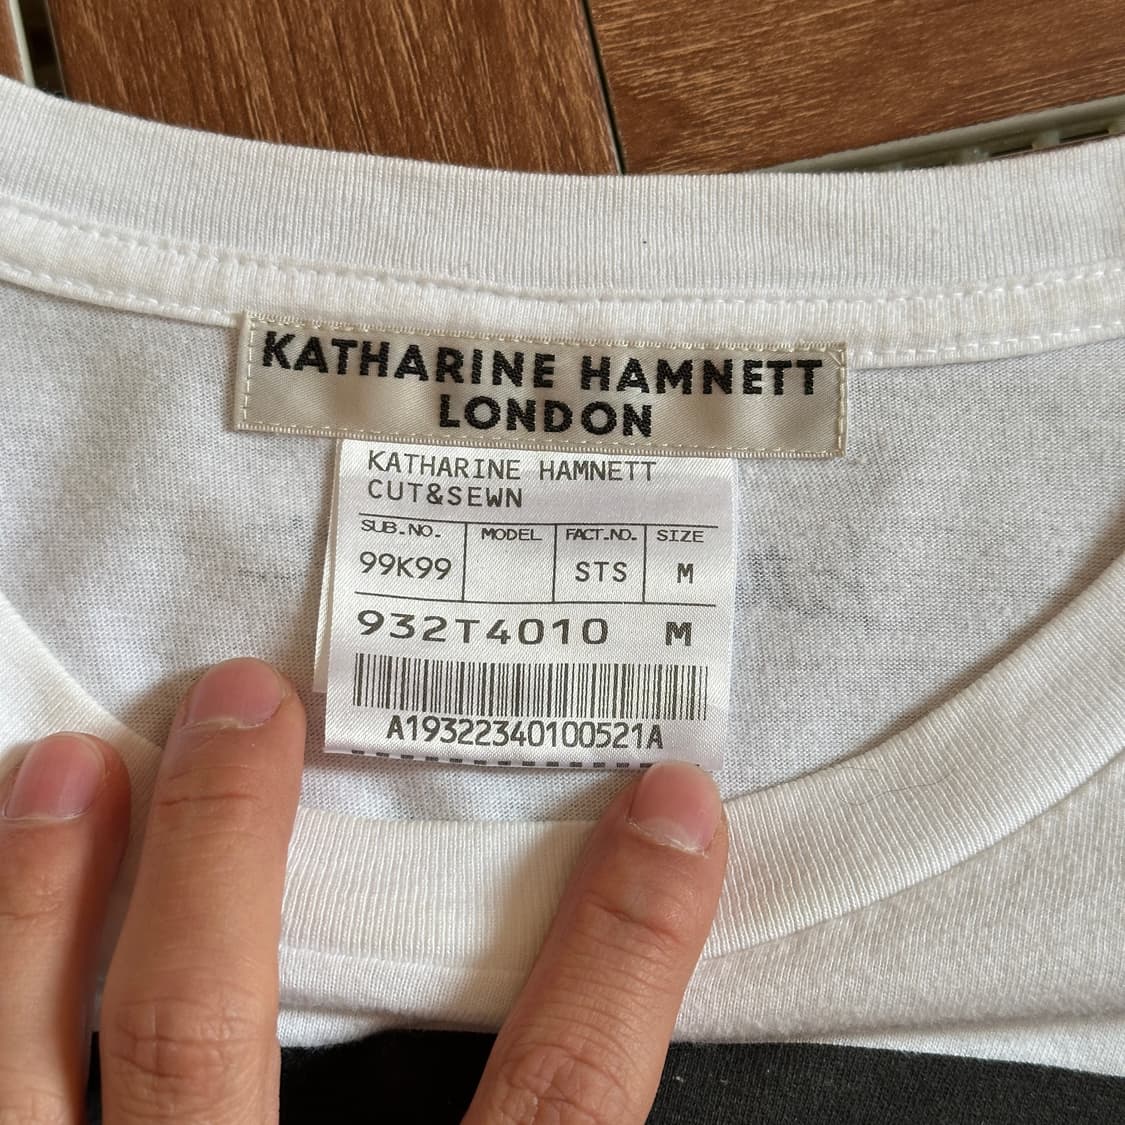 KATHARINE HAMNETT
LONDON
KATHARINE HAMNETT
CUT&SEWN
SUB.NO. MODEL FACT.NO. SIZE
99K99 STS M
932T4010 M
A19322340100521A